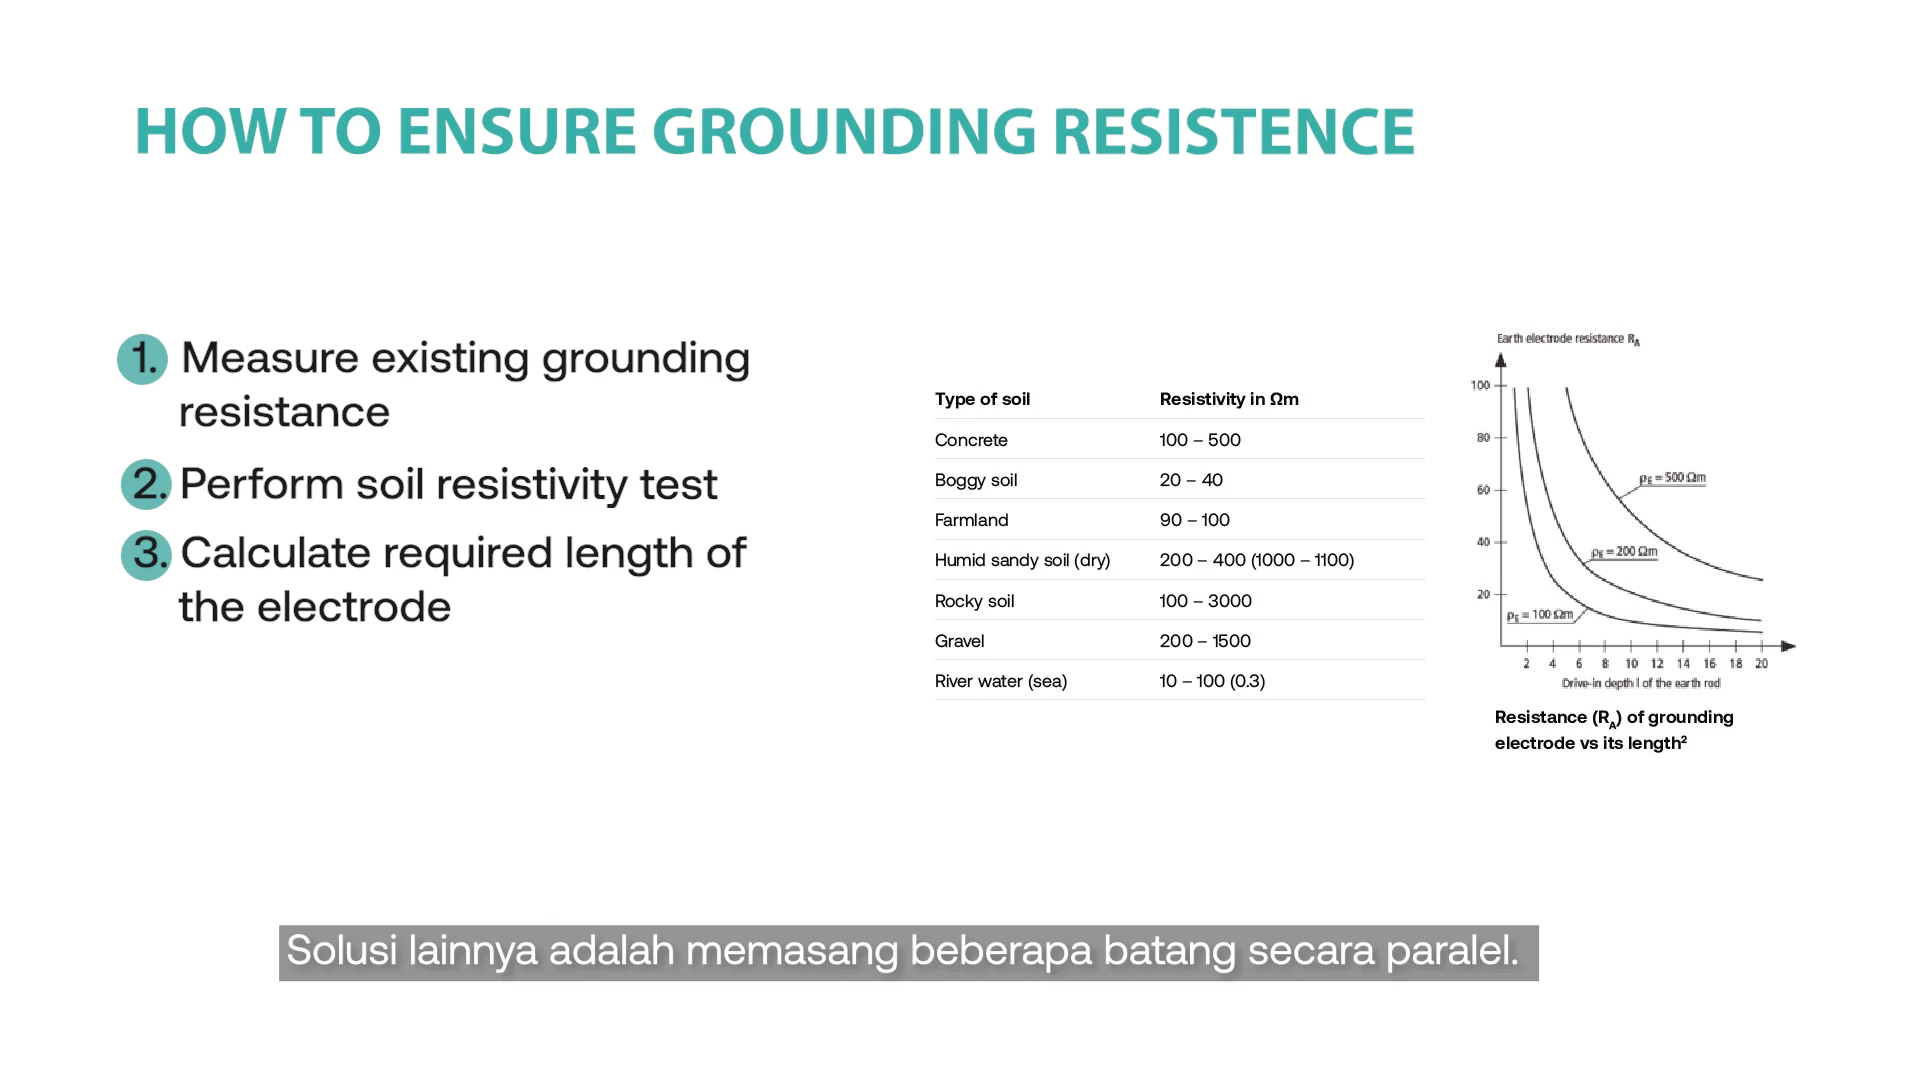 HOW TO ENSURE GROUNDING RESISTENCE
1. Measure existing grounding
resistance
2. Perform soil resistivity test
3. Calculate required length of
the electrode
Type of soil Resistivity in Ωm
Concrete 100 – 500
Boggy soil 20 – 40
Farmland 90 – 100
Humid sandy soil (dry) 200 – 400 (1000 – 1100)
Rocky soil 100 – 3000
Gravel 200 – 1500
River water (sea) 10 – 100 (0.3)
Earth electrode resistance RA
100
80
60
40
20
ρE = 500 Ωm
ρE = 200 Ωm
ρE = 100 Ωm
2 4 6 8 10 12 14 16 18 20
Drive-in depth l of the earth rod
Resistance (RA) of grounding
electrode vs its length²
Solusi lainnya adalah memasang beberapa batang secara paralel.